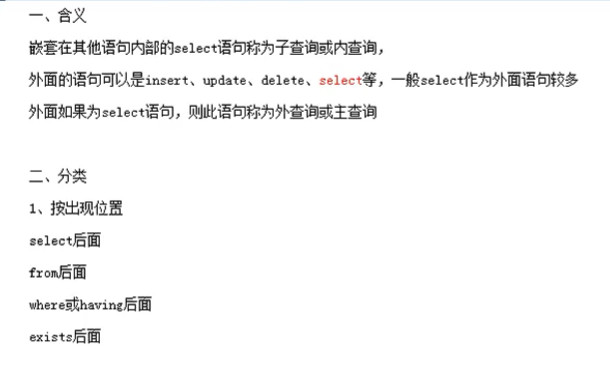 一、含义
嵌套在其他语句内部的select语句称为子查询或内查询，
外面的语句可以是insert、update、delete、select等，一般select作为外面语句较多
外面如果为select语句，则此语句称为外查询或主查询
二、分类
1、按出现位置
select后面
from后面
where或having后面
exists后面